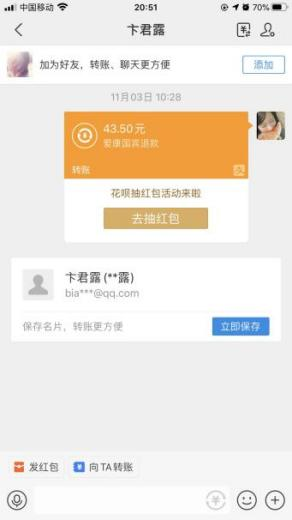 中国移动
20:51
70%
卞君露
加为好友，转账、聊天更方便
添加
11月03日 10:28
43.50元
爱康国宾退款
转账
花呗抽红包活动来啦
去抽红包
卞君露 (**露)
bia***@qq.com
保存名片，转账更方便
立即保存
发红包
向TA转账